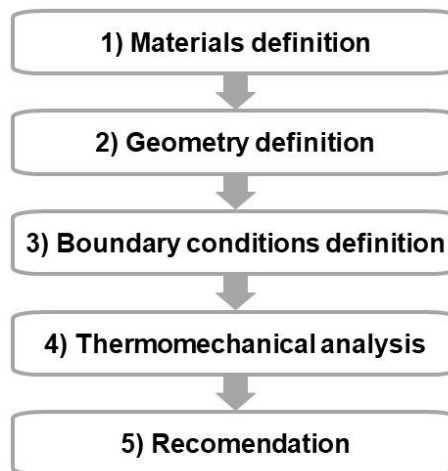 1) Materials definition
2) Geometry definition
3) Boundary conditions definition
4) Thermomechanical analysis
5) Recomendation